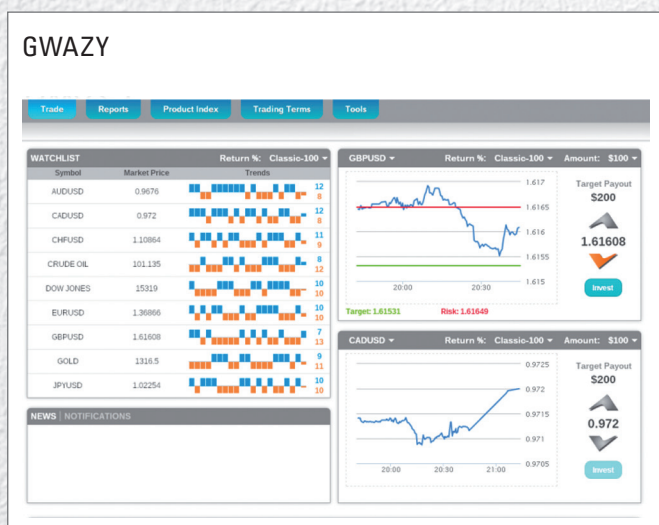 GWAZY
Trade Reports Product Index Trading Terms Tools
WATCHLIST Return %: Classic-100
Symbol Market Price Trends
AUDUSD 0.9676 12 8
CADUSD 0.972 12 8
CHFUSD 1.10864 11 9
CRUDE OIL 101.135 8 12
DOW JONES 15319 10 10
EURUSD 1.36866 10 10
GBPUSD 1.61608 7 13
GOLD 1316.5 9 11
JPYUSD 1.02254 10 10
NEWS | NOTIFICATIONS
GBPUSD Return %: Classic-100 Amount: $100
1.617
1.6165
1.616
1.6155
1.615
20:00 20:30
Target: 1.61531 Risk: 1.61649
Target Payout
$200
1.61608
Invest
CADUSD Return %: Classic-100 Amount: $100
0.9725
0.972
0.9715
0.971
0.9705
20:00 20:30 21:00
Target Payout
$200
0.972
Invest